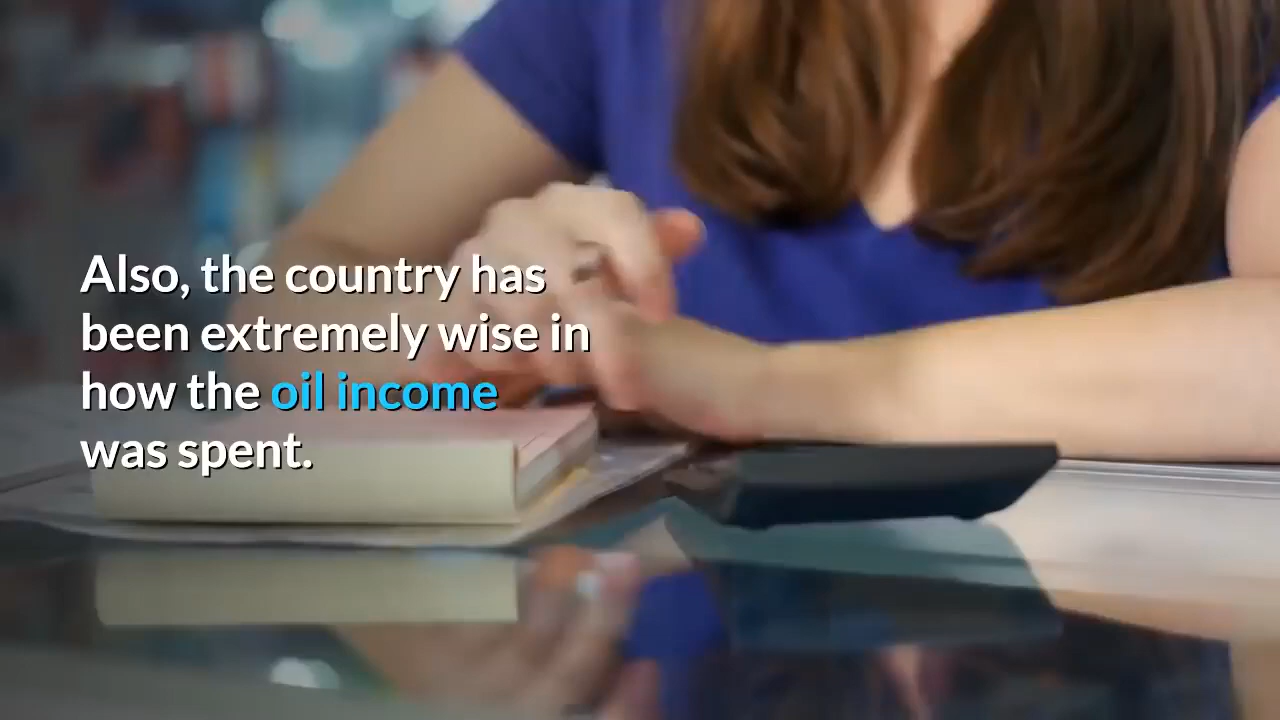 Also, the country has
been extremely wise in
how the oil income
was spent.